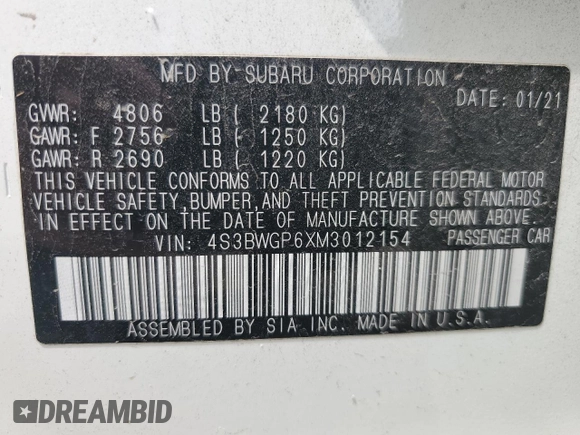 MFD BY SUBARU CORPORATION
DATE: 01/21
GVWR: 4806 LB ( 2180 KG)
GAWR: F 2756 LB ( 1250 KG)
GAWR: R 2690 LB ( 1220 KG)
THIS VEHICLE CONFORMS TO ALL APPLICABLE FEDERAL MOTOR
VEHICLE SAFETY, BUMPER, AND THEFT PREVENTION STANDARDS
IN EFFECT ON THE DATE OF MANUFACTURE SHOWN ABOVE.
VIN: 4S3BWGP6XM3012154 PASSENGER CAR
ASSEMBLED BY SIA INC. MADE IN U.S.A.
DREAMBID